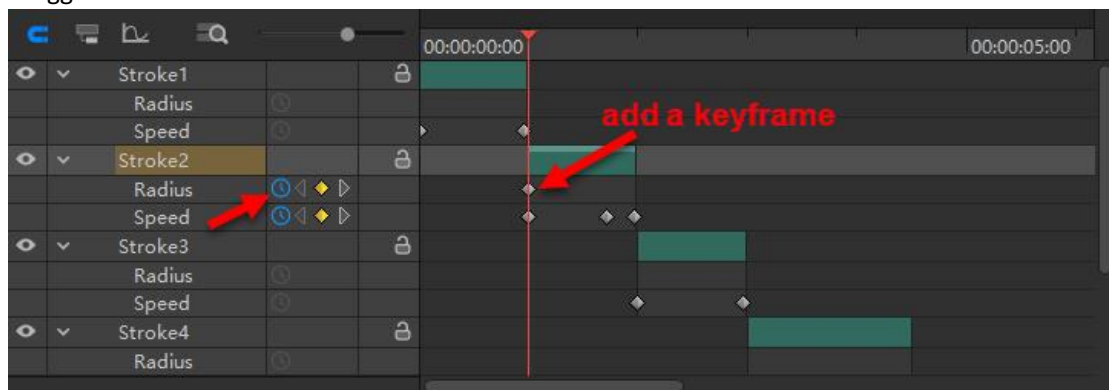 00:00:00:00 00:00:05:00
Stroke1
Radius
Speed
add a keyframe
Stroke2
Radius
Speed
Stroke3
Radius
Speed
Stroke4
Radius